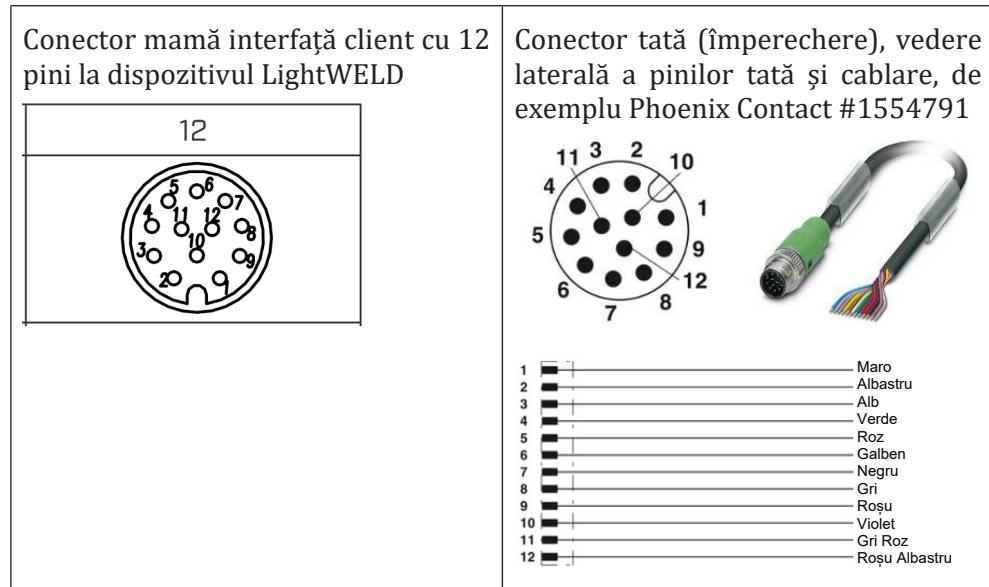 Conector mamă interfață client cu 12
pini la dispozitivul LightWELD
12
5 6 7
4 11 12 8
3 10 9
2 1
Conector tată (împerechere), vedere
laterală a pinilor tată și cablare, de
exemplu Phoenix Contact #1554791
11 3 2 10
4 1
5 9
6 12
7 8
1 Maro
2 Albastru
3 Alb
4 Verde
5 Roz
6 Galben
7 Negru
8 Gri
9 Roșu
10 Violet
11 Gri Roz
12 Roșu Albastru